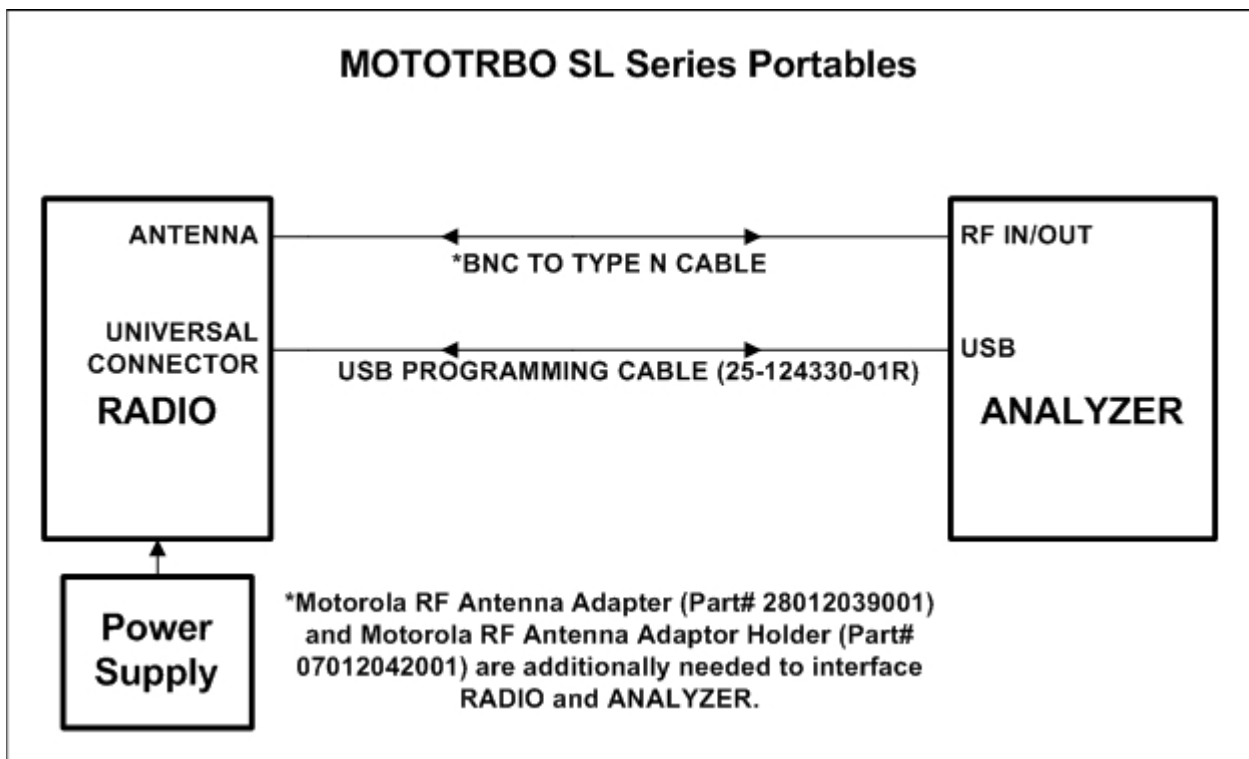 MOTOTRBO SL Series Portables
ANTENNA
RF IN/OUT
*BNC TO TYPE N CABLE
UNIVERSAL
CONNECTOR
USB
USB PROGRAMMING CABLE (25-124330-01R)
RADIO
ANALYZER
Power
Supply
*Motorola RF Antenna Adapter (Part# 28012039001)
and Motorola RF Antenna Adaptor Holder (Part#
07012042001) are additionally needed to interface
RADIO and ANALYZER.